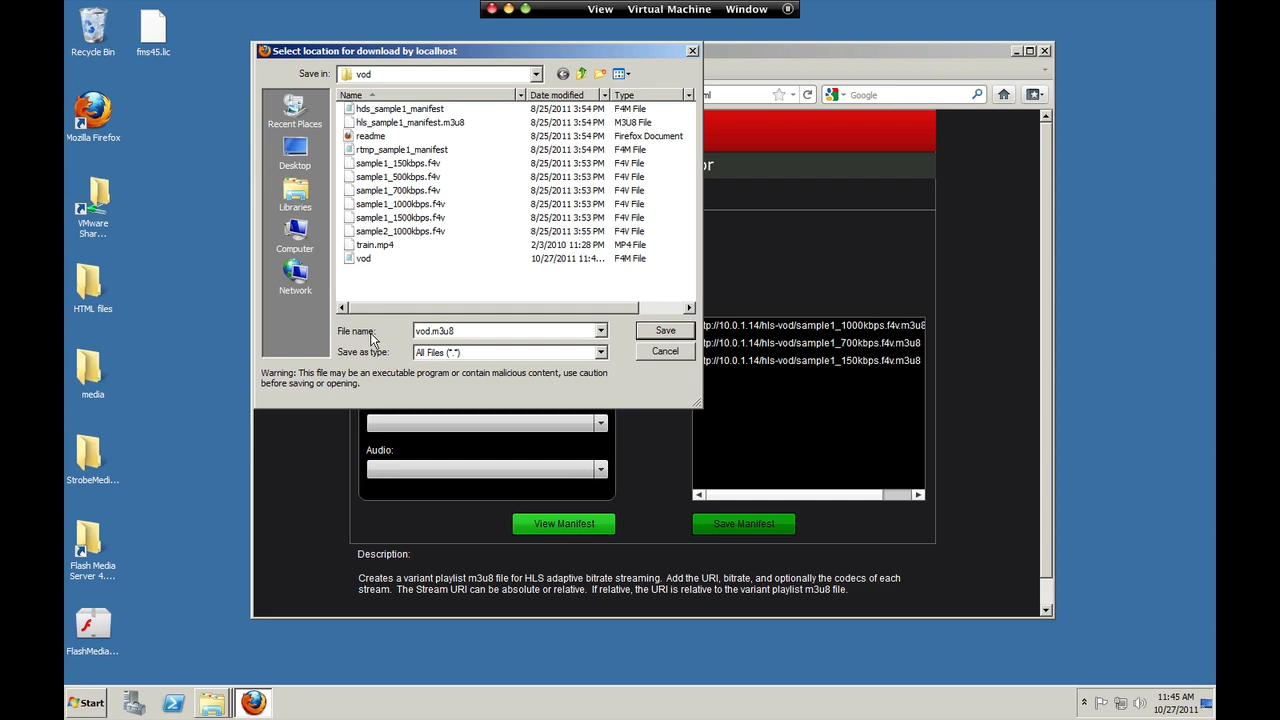 View Virtual Machine Window
Recycle Bin
fms45.lic
Mozilla Firefox
VMware
Shar...
HTML files
media
StrobeMedi...
Flash Media
Server 4....
FlashMedia...
Select location for download by localhost
Save in: vod
Name Date modified Type
hds_sample1_manifest 8/25/2011 3:54 PM F4M File
hls_sample1_manifest.m3u8 8/25/2011 3:54 PM M3U8 File
readme 8/25/2011 3:54 PM Firefox Document
rtmp_sample1_manifest 8/25/2011 3:54 PM F4M File
sample1_150kbps.f4v 8/25/2011 3:53 PM F4V File
sample1_500kbps.f4v 8/25/2011 3:53 PM F4V File
sample1_700kbps.f4v 8/25/2011 3:53 PM F4V File
sample1_1000kbps.f4v 8/25/2011 3:53 PM F4V File
sample1_1500kbps.f4v 8/25/2011 3:53 PM F4V File
sample2_1000kbps.f4v 8/25/2011 3:55 PM F4V File
train.mp4 2/3/2010 11:28 PM MP4 File
vod 10/27/2011 11:4... F4M File
Recent Places
Desktop
Libraries
Computer
Network
File name: vod.m3u8 Save
Save as type: All Files (*.*) Cancel
Warning: This file may be an executable program or contain malicious content, use caution
before saving or opening.
ml
Google
or
tp://10.0.1.14/hls-vod/sample1_1000kbps.f4v.m3u8
tp://10.0.1.14/hls-vod/sample1_700kbps.f4v.m3u8
tp://10.0.1.14/hls-vod/sample1_150kbps.f4v.m3u8
Audio:
View Manifest
Save Manifest
Description:
Creates a variant playlist m3u8 file for HLS adaptive bitrate streaming. Add the URI, bitrate, and optionally the codecs of each
stream. The Stream URI can be absolute or relative. If relative, the URI is relative to the variant playlist m3u8 file.
Start
11:45 AM
10/27/2011